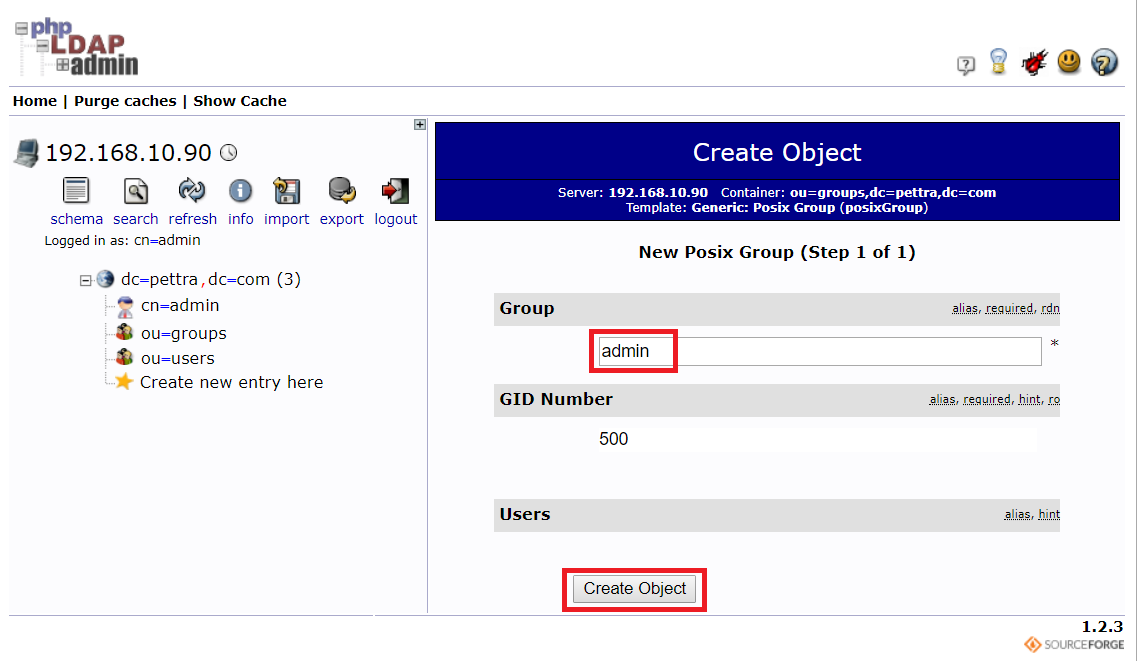 php
LDAP
admin
Home | Purge caches | Show Cache
192.168.10.90
schema search refresh info import export logout
Logged in as: cn=admin
dc=pettra,dc=com (3)
cn=admin
ou=groups
ou=users
Create new entry here
Create Object
Server: 192.168.10.90 Container: ou=groups,dc=pettra,dc=com
Template: Generic: Posix Group (posixGroup)
New Posix Group (Step 1 of 1)
Group alias, required, rdn
admin *
GID Number alias, required, hint, ro
500
Users alias, hint
Create Object
1.2.3
SOURCEFORGE